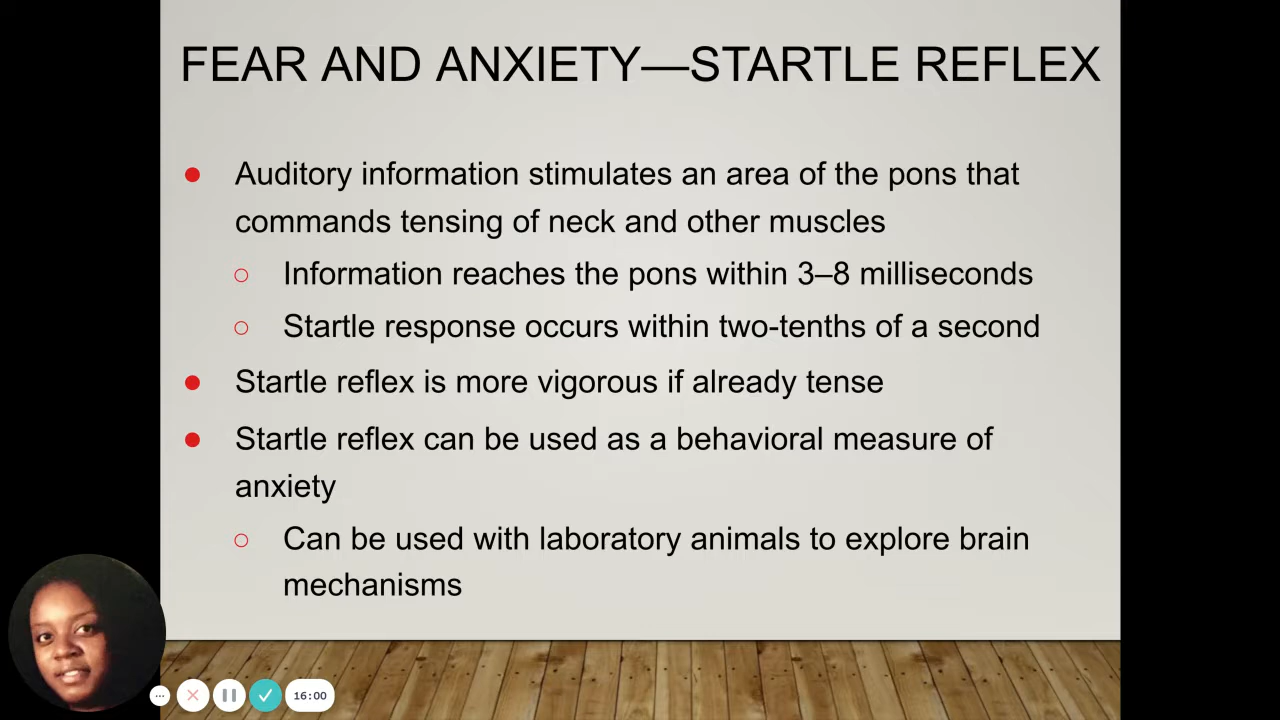 FEAR AND ANXIETY—STARTLE REFLEX
● Auditory information stimulates an area of the pons that
commands tensing of neck and other muscles
○ Information reaches the pons within 3–8 milliseconds
○ Startle response occurs within two-tenths of a second
● Startle reflex is more vigorous if already tense
● Startle reflex can be used as a behavioral measure of
anxiety
○ Can be used with laboratory animals to explore brain
mechanisms
16:00